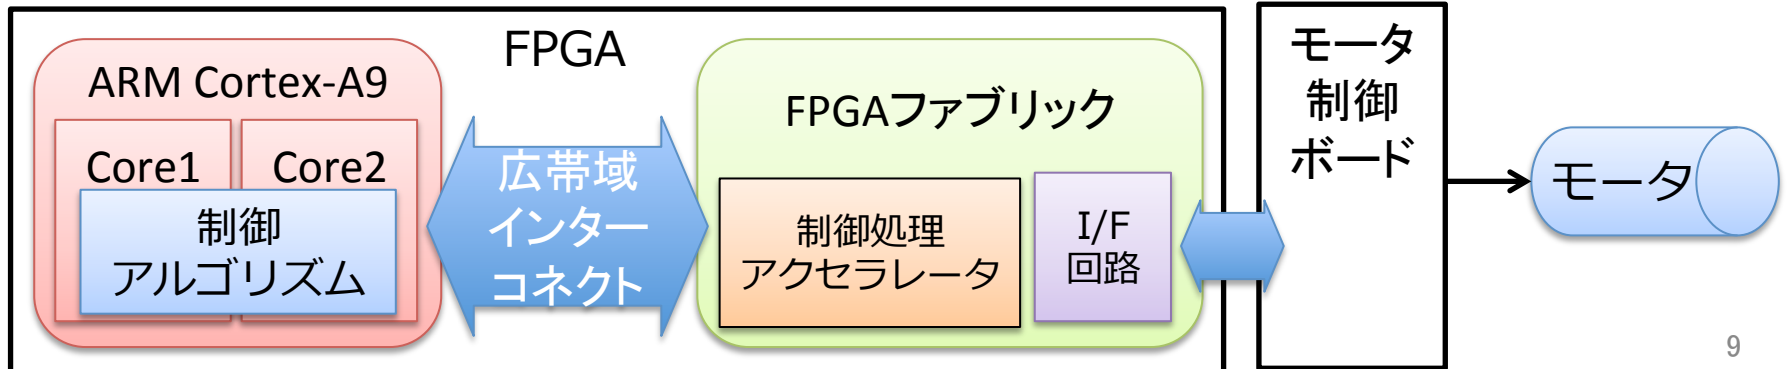 FPGA
ARM Cortex-A9
Core1
Core2
制御
アルゴリズム
広帯域
インター
コネクト
FPGAファブリック
制御処理
アクセラレータ
I/F
回路
モータ
制御
ボード
モータ
9